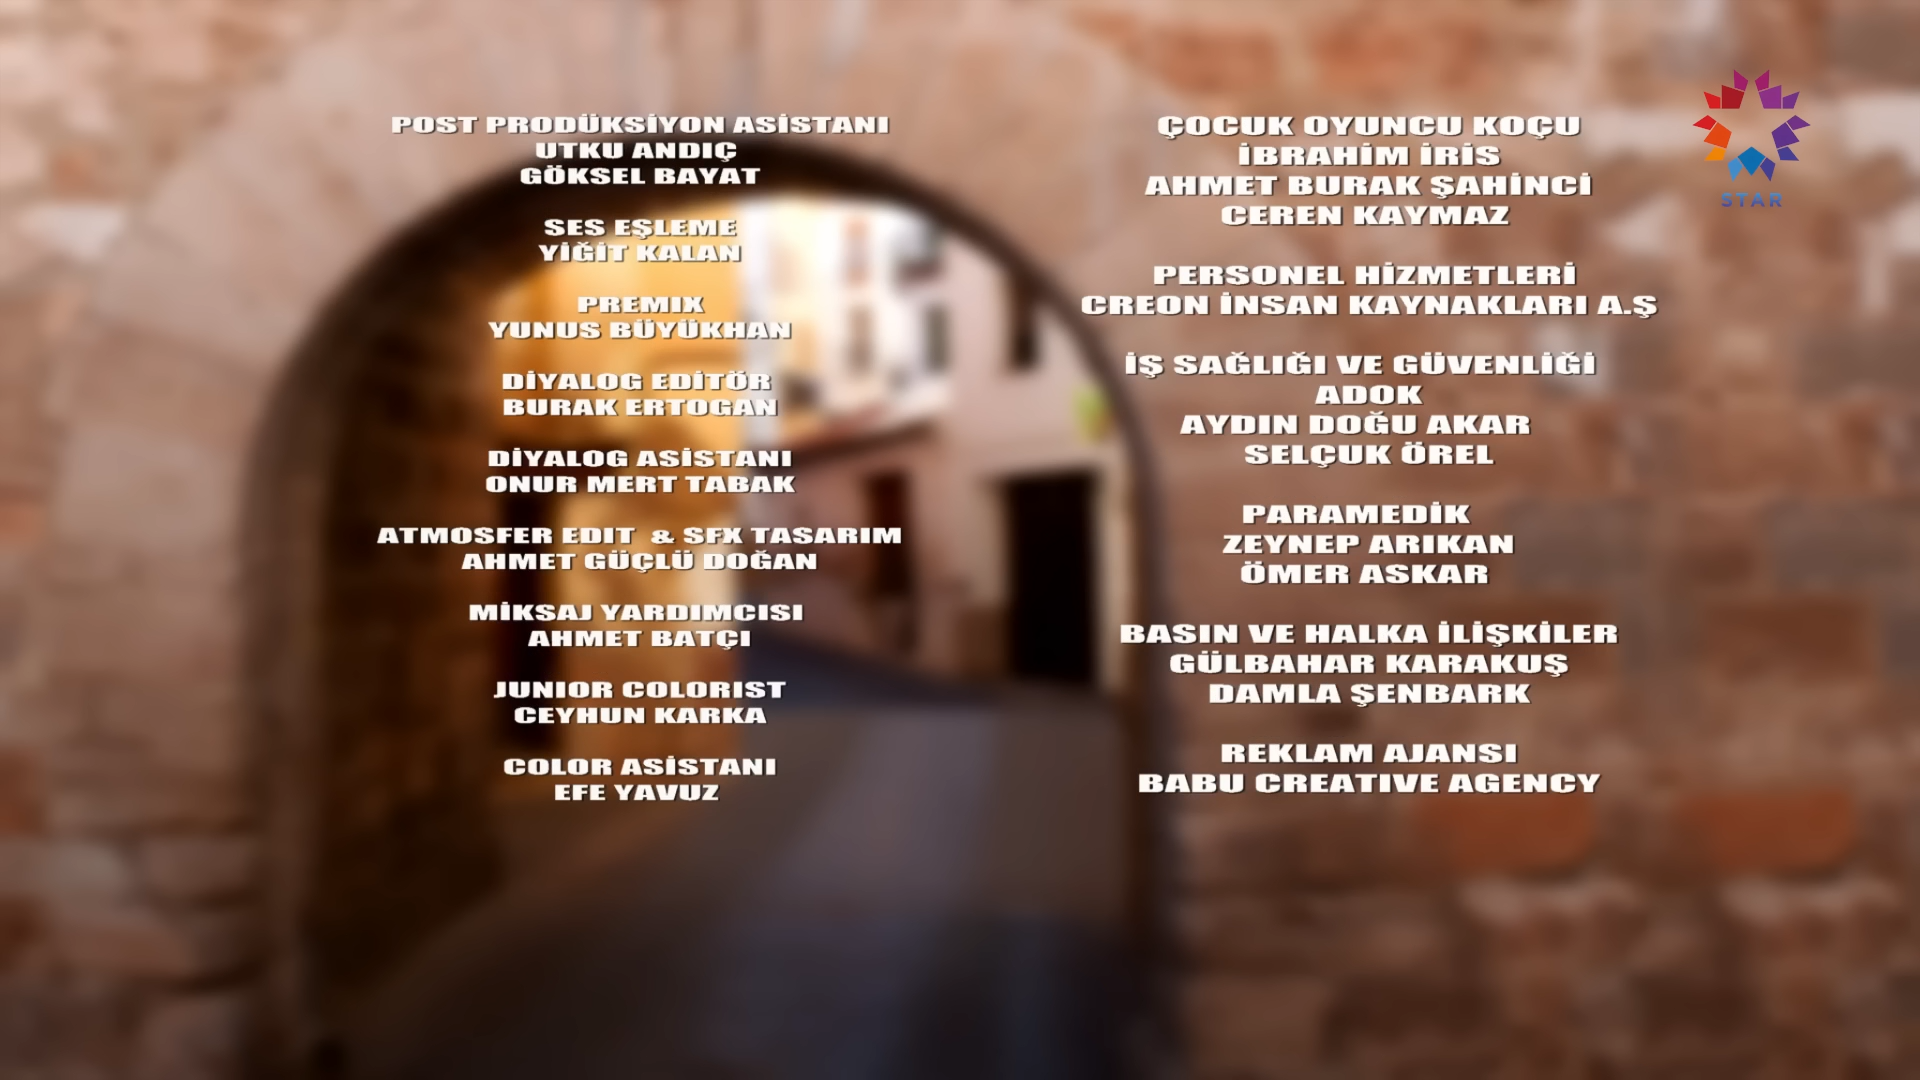 POST PRODÜKSİYON ASİSTANI
UTKU ANDIÇ
GÖKSEL BAYAT
SES EŞLEME
YİĞİT KALAN
PREMIX
YUNUS BÜYÜKHAN
DİYALOG EDİTÖR
BURAK ERTOGAN
DİYALOG ASİSTANI
ONUR MERT TABAK
ATMOSFER EDIT & SFX TASARIM
AHMET GÜÇLÜ DOĞAN
MİKSAJ YARDIMCISI
AHMET BATÇI
JUNIOR COLORIST
CEYHUN KARKA
COLOR ASİSTANI
EFE YAVUZ
ÇOCUK OYUNCU KOÇU
İBRAHİM İRİS
AHMET BURAK ŞAHİNCİ
CEREN KAYMAZ
PERSONEL HİZMETLERİ
CREON İNSAN KAYNAKLARI A.Ş
İŞ SAĞLIĞI VE GÜVENLİĞİ
ADOK
AYDIN DOĞU AKAR
SELÇUK ÖREL
PARAMEDİK
ZEYNEP ARIKAN
ÖMER ASKAR
BASIN VE HALKA İLİŞKİLER
GÜLBAHAR KARAKUŞ
DAMLA ŞENBARK
REKLAM AJANSI
BABU CREATIVE AGENCY
STAR